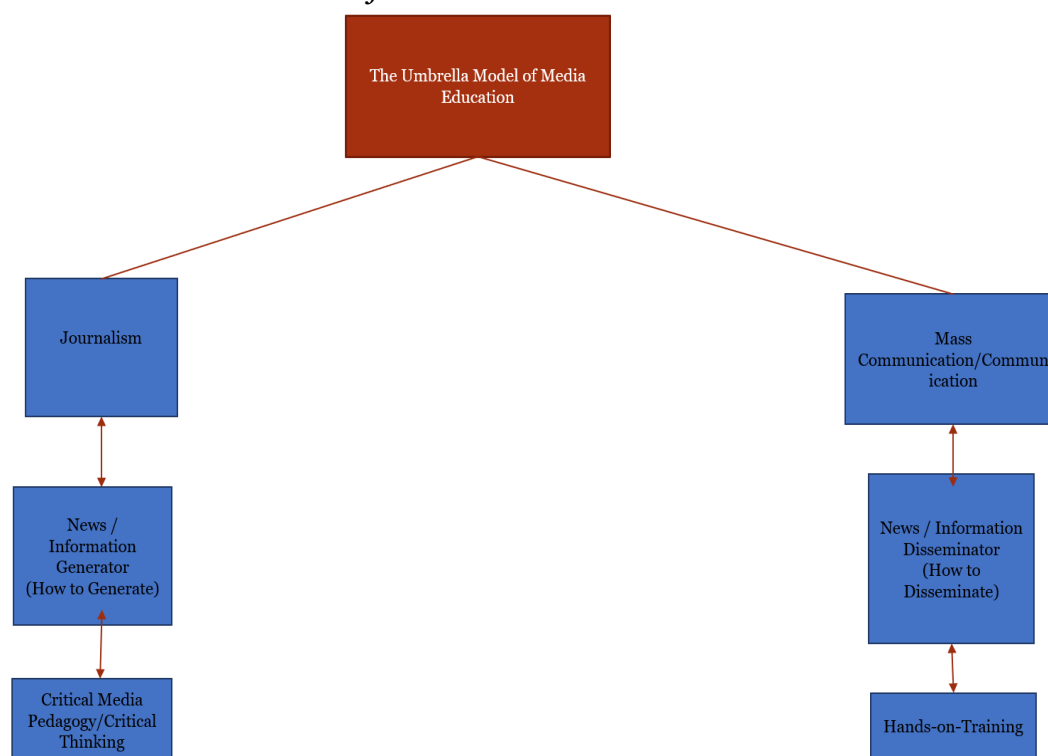 The Umbrella Model of Media
Education
Journalism
Mass
Communication/Commun
ication
News /
Information
Generator
(How to Generate)
News / Information
Disseminator
(How to
Disseminate)
Critical Media
Pedagogy/Critical
Thinking
Hands-on-Training